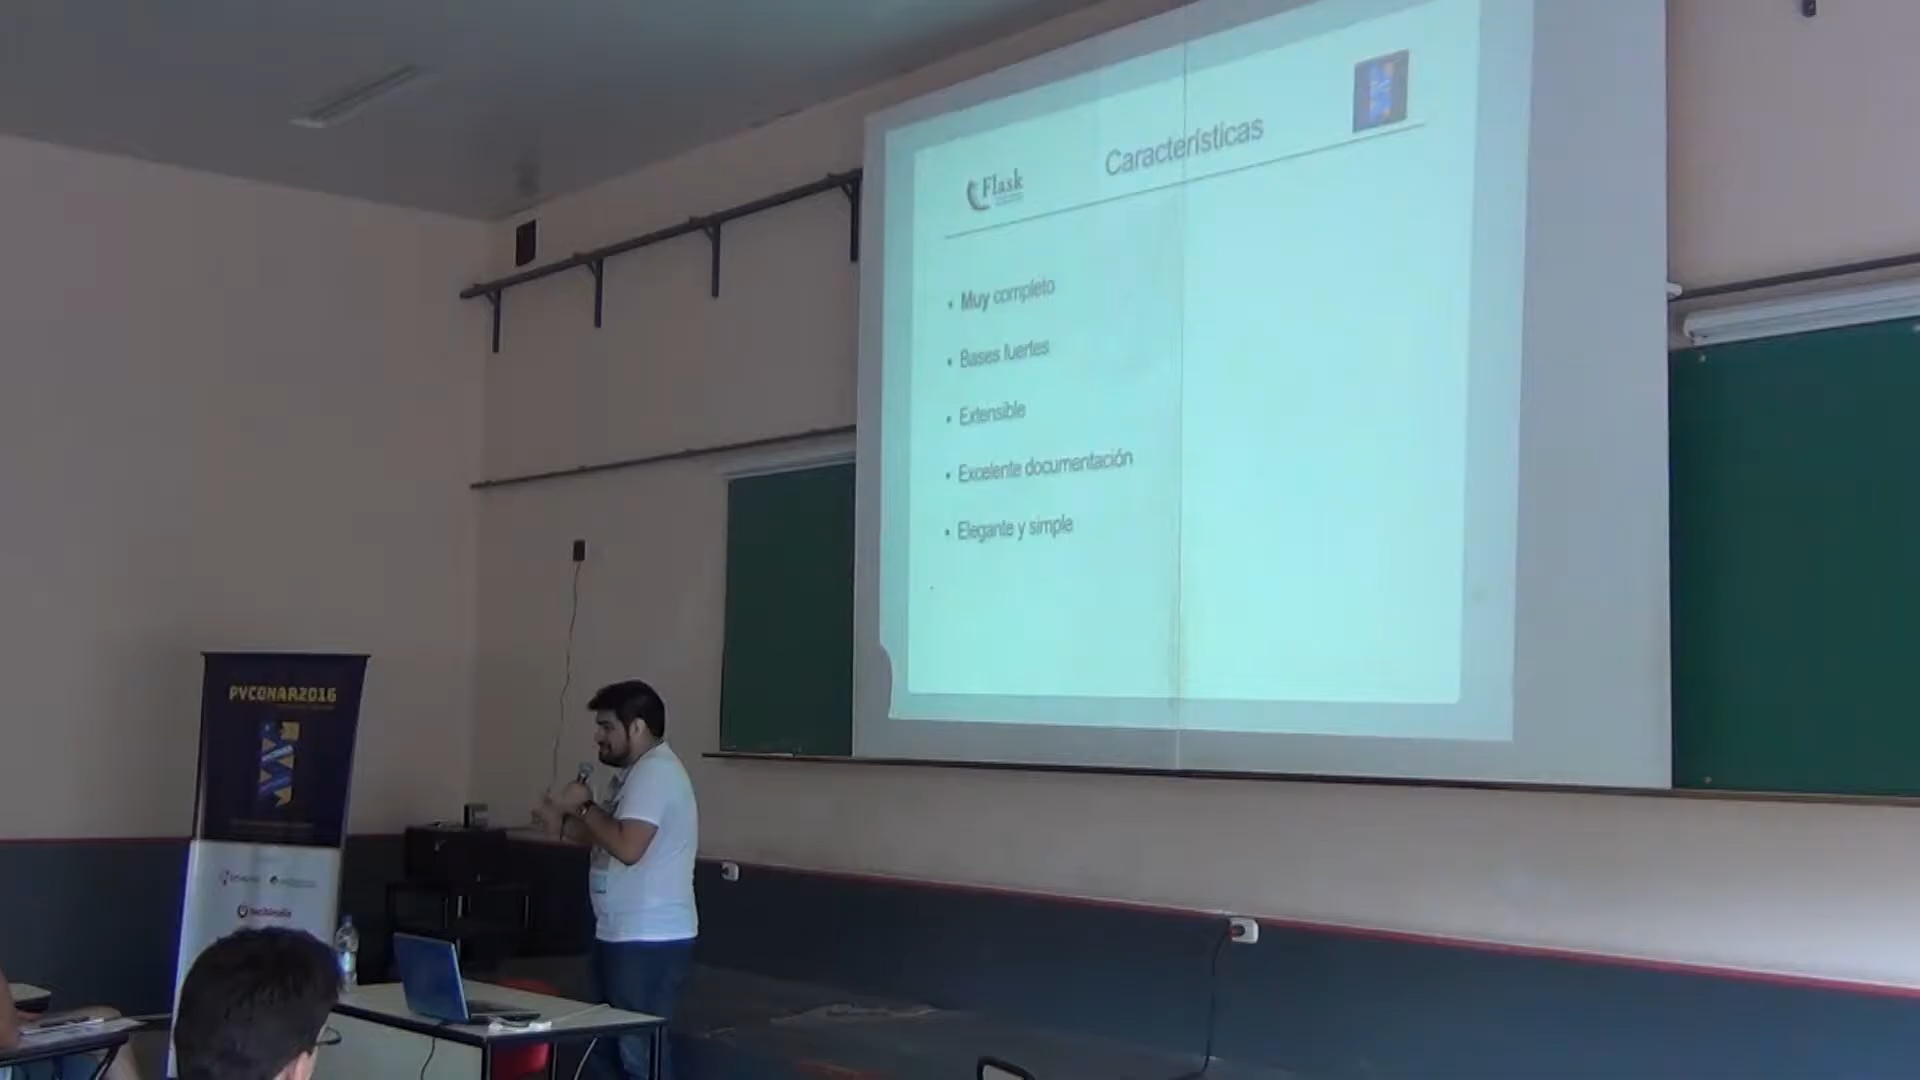 Características
Flask
Muy completo
Bases fuertes
Extensible
Excelente documentación
Elegante y simple
PYCONAR2016